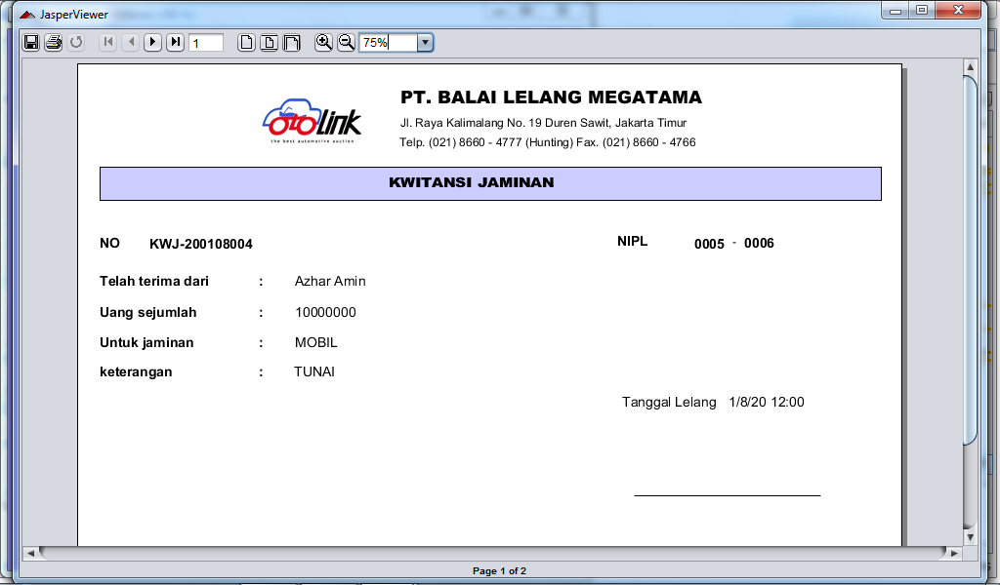 JasperViewer
1
75%
PT. BALAI LELANG MEGATAMA
Jl. Raya Kalimalang No. 19 Duren Sawit, Jakarta Timur
Telp. (021) 8660 - 4777 (Hunting) Fax. (021) 8660 - 4766
otolink
the best automotive auction
KWITANSI JAMINAN
NO KWJ-200108004 NIPL 0005 - 0006
Telah terima dari : Azhar Amin
Uang sejumlah : 10000000
Untuk jaminan : MOBIL
keterangan : TUNAI
Tanggal Lelang 1/8/20 12:00
Page 1 of 2